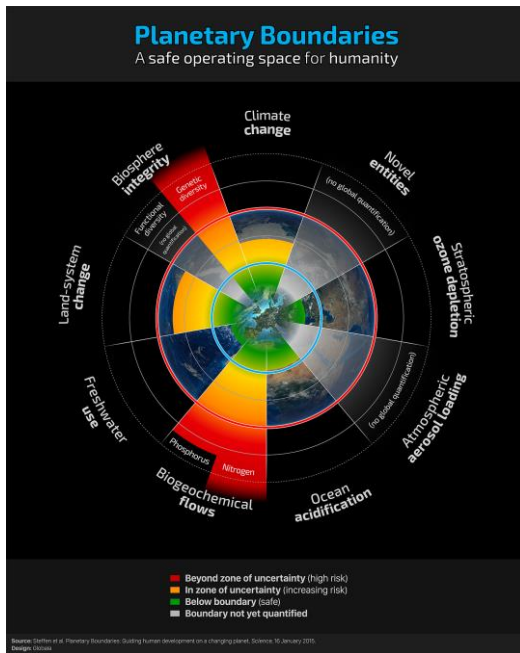 Planetary Boundaries
A safe operating space for humanity
Climate
change
Novel
entities
(no global quantification)
Stratospheric
ozone depletion
Atmospheric
aerosol loading
(no global quantification)
Ocean
acidification
Biogeochemical
flows
Phosphorus
Nitrogen
Freshwater
use
Land-system
change
Biosphere
integrity
Functional
diversity
(no global
quantification)
Genetic
diversity
Beyond zone of uncertainty (high risk)
In zone of uncertainty (increasing risk)
Below boundary (safe)
Boundary not yet quantified
Source: Steffen et al. Planetary Boundaries: Guiding human development on a changing planet, Science, 16 January 2015.
Design: Globaïa